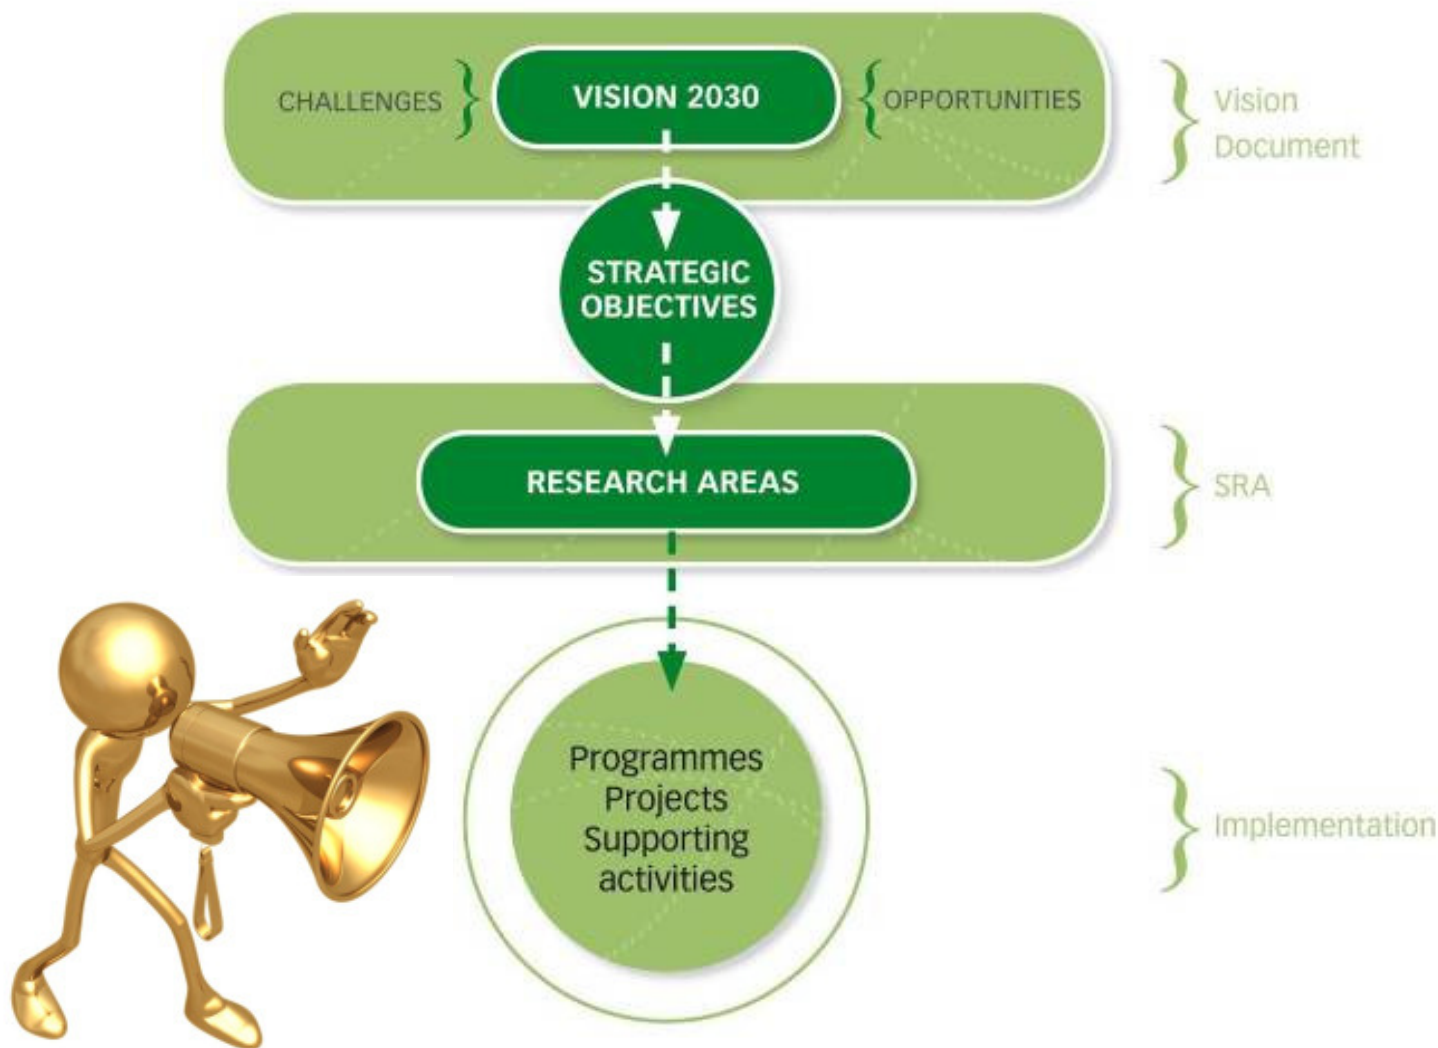 CHALLENGES
VISION 2030
OPPORTUNITIES
Vision
Document
STRATEGIC
OBJECTIVES
RESEARCH AREAS
SRA
Programmes
Projects
Supporting
activities
Implementation